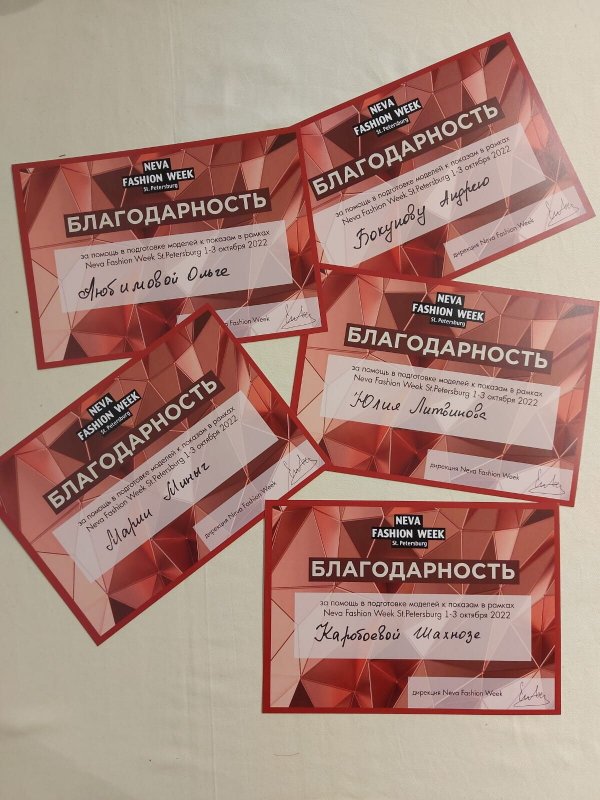 NEVA
FASHION WEEK
St. Petersburg
БЛАГОДАРНОСТЬ
за помощь в подготовке моделей к показам в рамках
Neva Fashion Week St.Petersburg 1-3 октября 2022
Любимовой Ольге
Fashion Week
NEVA
FASHION WEEK
St. Petersburg
БЛАГОДАРНОСТЬ
за помощь в подготовке моделей к показам в рамках
Neva Fashion Week St.Petersburg 1-3 октября 2022
Бокунову Андрею
дирекция Neva Fashion Week
NEVA
FASHION WEEK
St. Petersburg
БЛАГОДАРНОСТЬ
за помощь в подготовке моделей к показам в рамках
Neva Fashion Week St.Petersburg 1-3 октября 2022
Юлия Литвинова
дирекция Neva Fashion Week
NEVA
FASHION WEEK
St. Petersburg
БЛАГОДАРНОСТЬ
за помощь в подготовке моделей к показам в рамках
Neva Fashion Week St.Petersburg 1-3 октября 2022
Марии Миныч
дирекция Neva Fashion Week
NEVA
FASHION WEEK
St. Petersburg
БЛАГОДАРНОСТЬ
за помощь в подготовке моделей к показам в рамках
Neva Fashion Week St.Petersburg 1-3 октября 2022
Каробоевой Шахнозе
дирекция Neva Fashion Week